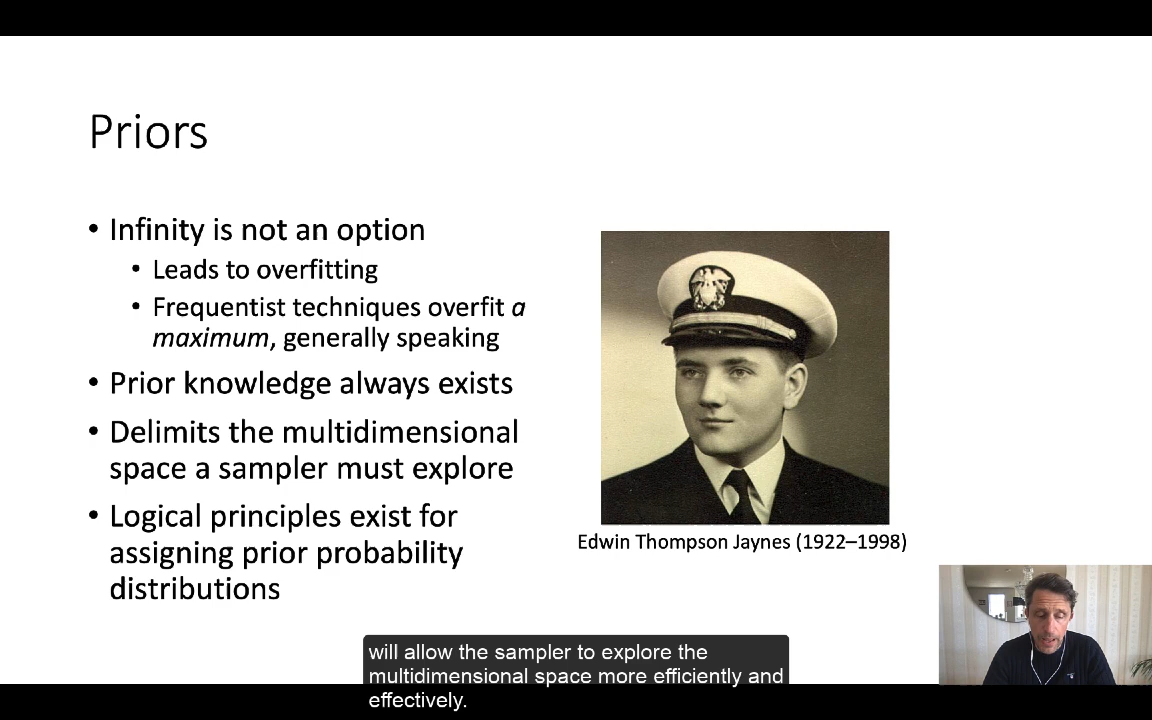 Priors
• Infinity is not an option
• Leads to overfitting
• Frequentist techniques overfit a
maximum, generally speaking
• Prior knowledge always exists
• Delimits the multidimensional
space a sampler must explore
• Logical principles exist for
assigning prior probability
distributions
Edwin Thompson Jaynes (1922–1998)
will allow the sampler to explore the
multidimensional space more efficiently and
effectively.